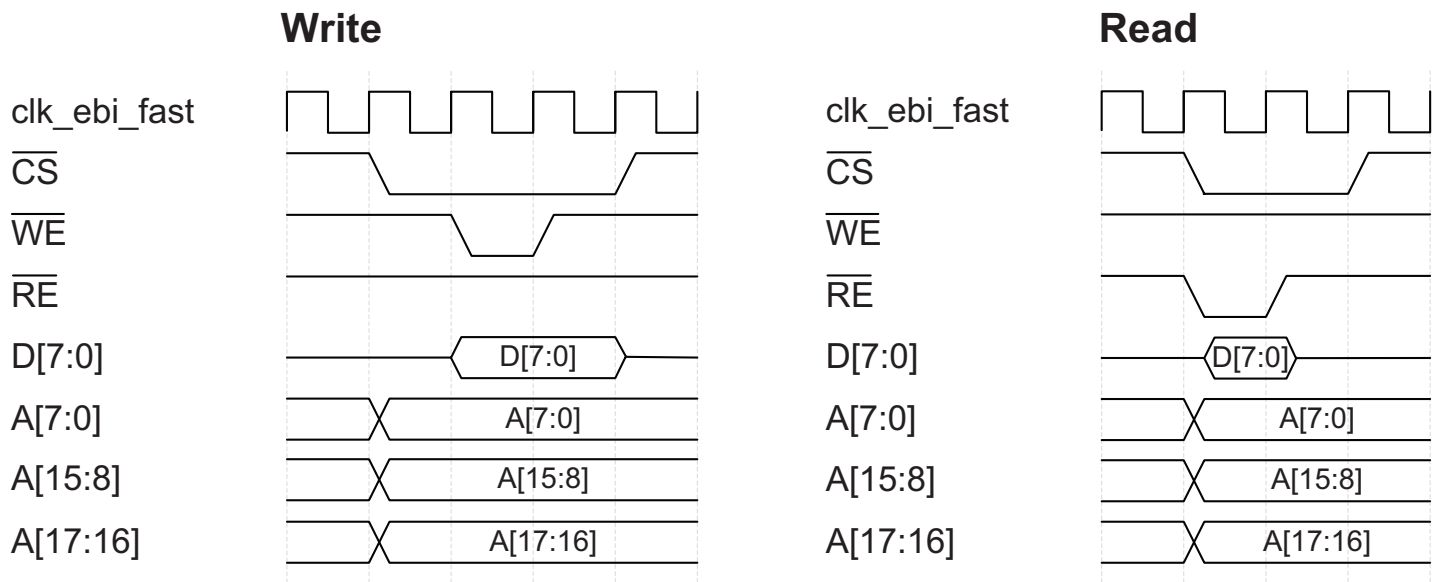 Write
clk_ebi_fast
CS
WE
RE
D[7:0]
D[7:0]
A[7:0]
A[7:0]
A[15:8]
A[15:8]
A[17:16]
A[17:16]
Read
clk_ebi_fast
CS
WE
RE
D[7:0]
D[7:0]
A[7:0]
A[7:0]
A[15:8]
A[15:8]
A[17:16]
A[17:16]